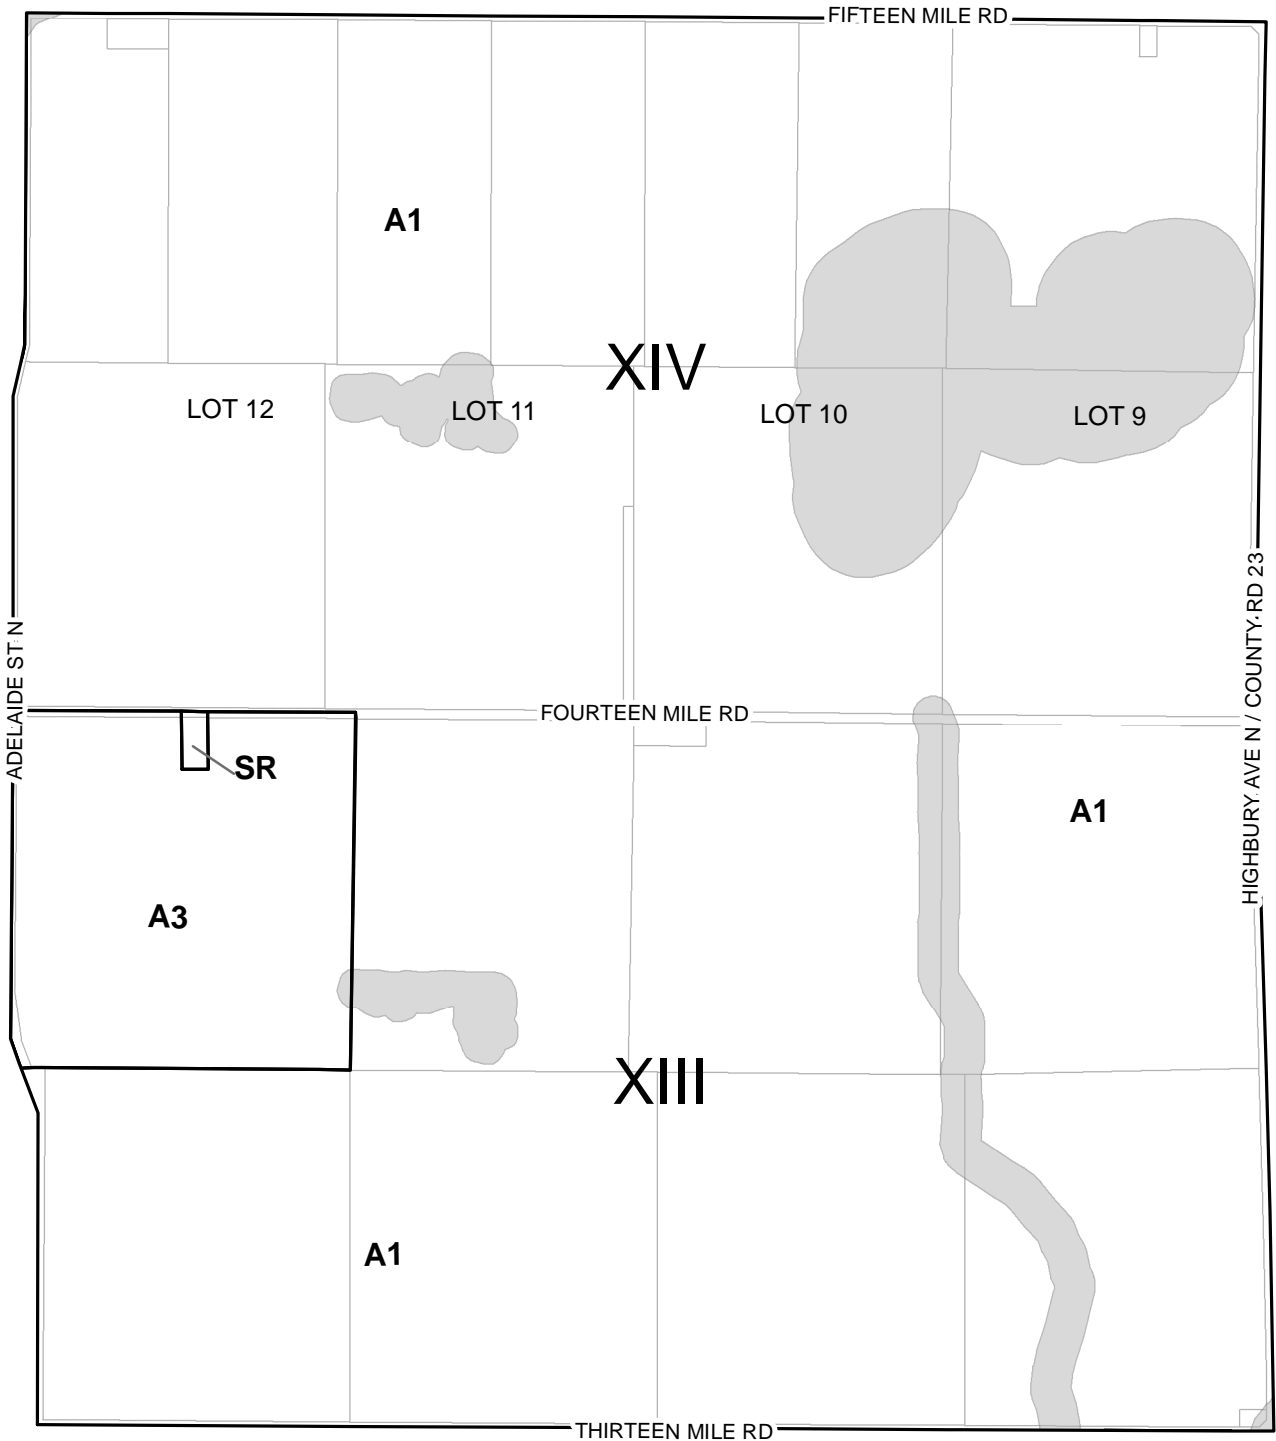 FIFTEEN MILE RD
A1
XIV
LOT 12
LOT 11
LOT 10
LOT 9
ADELAIDE ST N
HIGHBURY AVE N / COUNTY RD 23
FOURTEEN MILE RD
SR
A1
A3
XIII
A1
THIRTEEN MILE RD